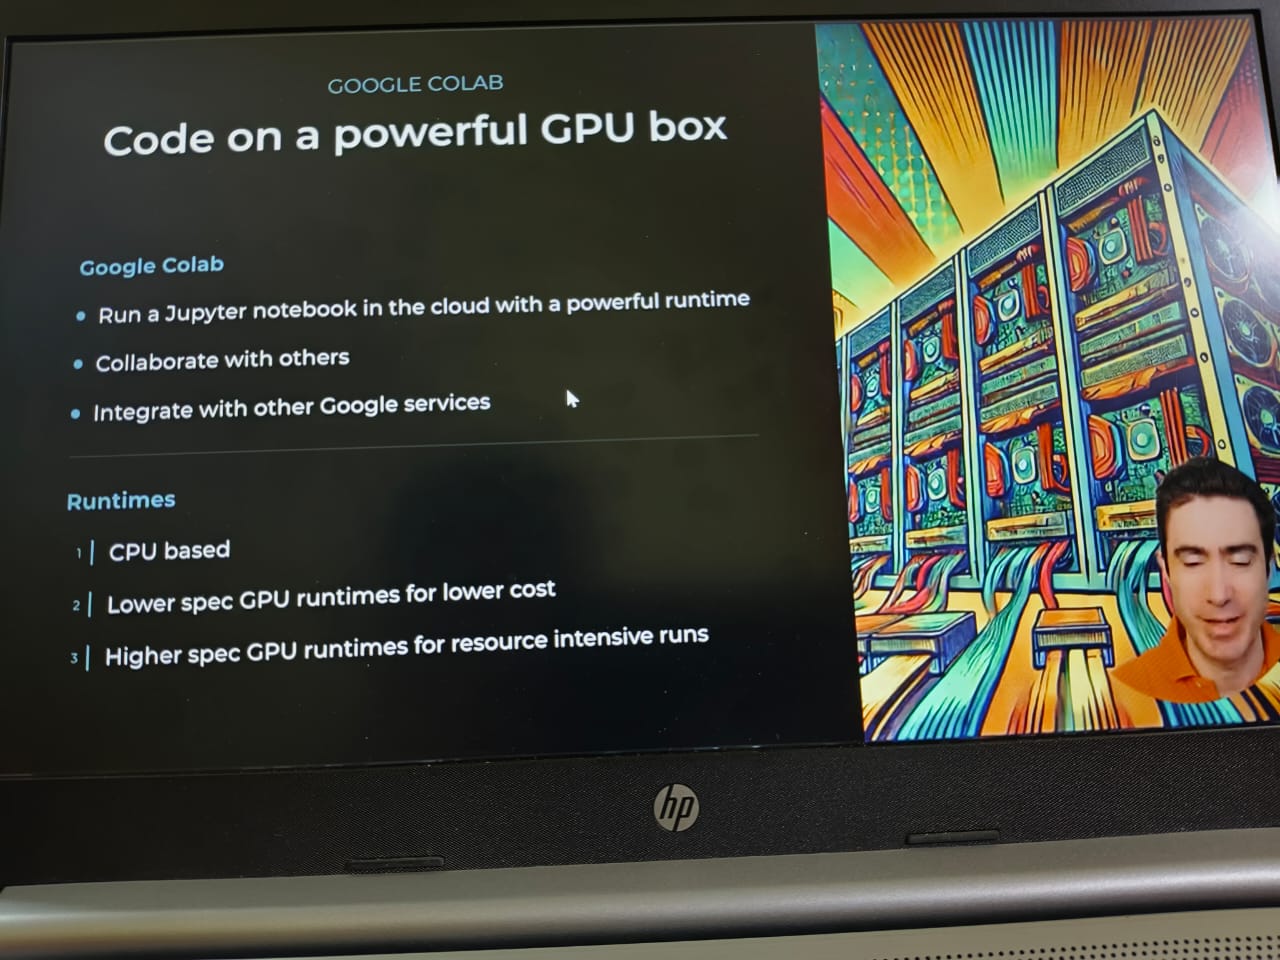 GOOGLE COLAB
Code on a powerful GPU box
Google Colab
• Run a Jupyter notebook in the cloud with a powerful runtime
• Collaborate with others
• Integrate with other Google services
Runtimes
1 | CPU based
2 | Lower spec GPU runtimes for lower cost
3 | Higher spec GPU runtimes for resource intensive runs
hp